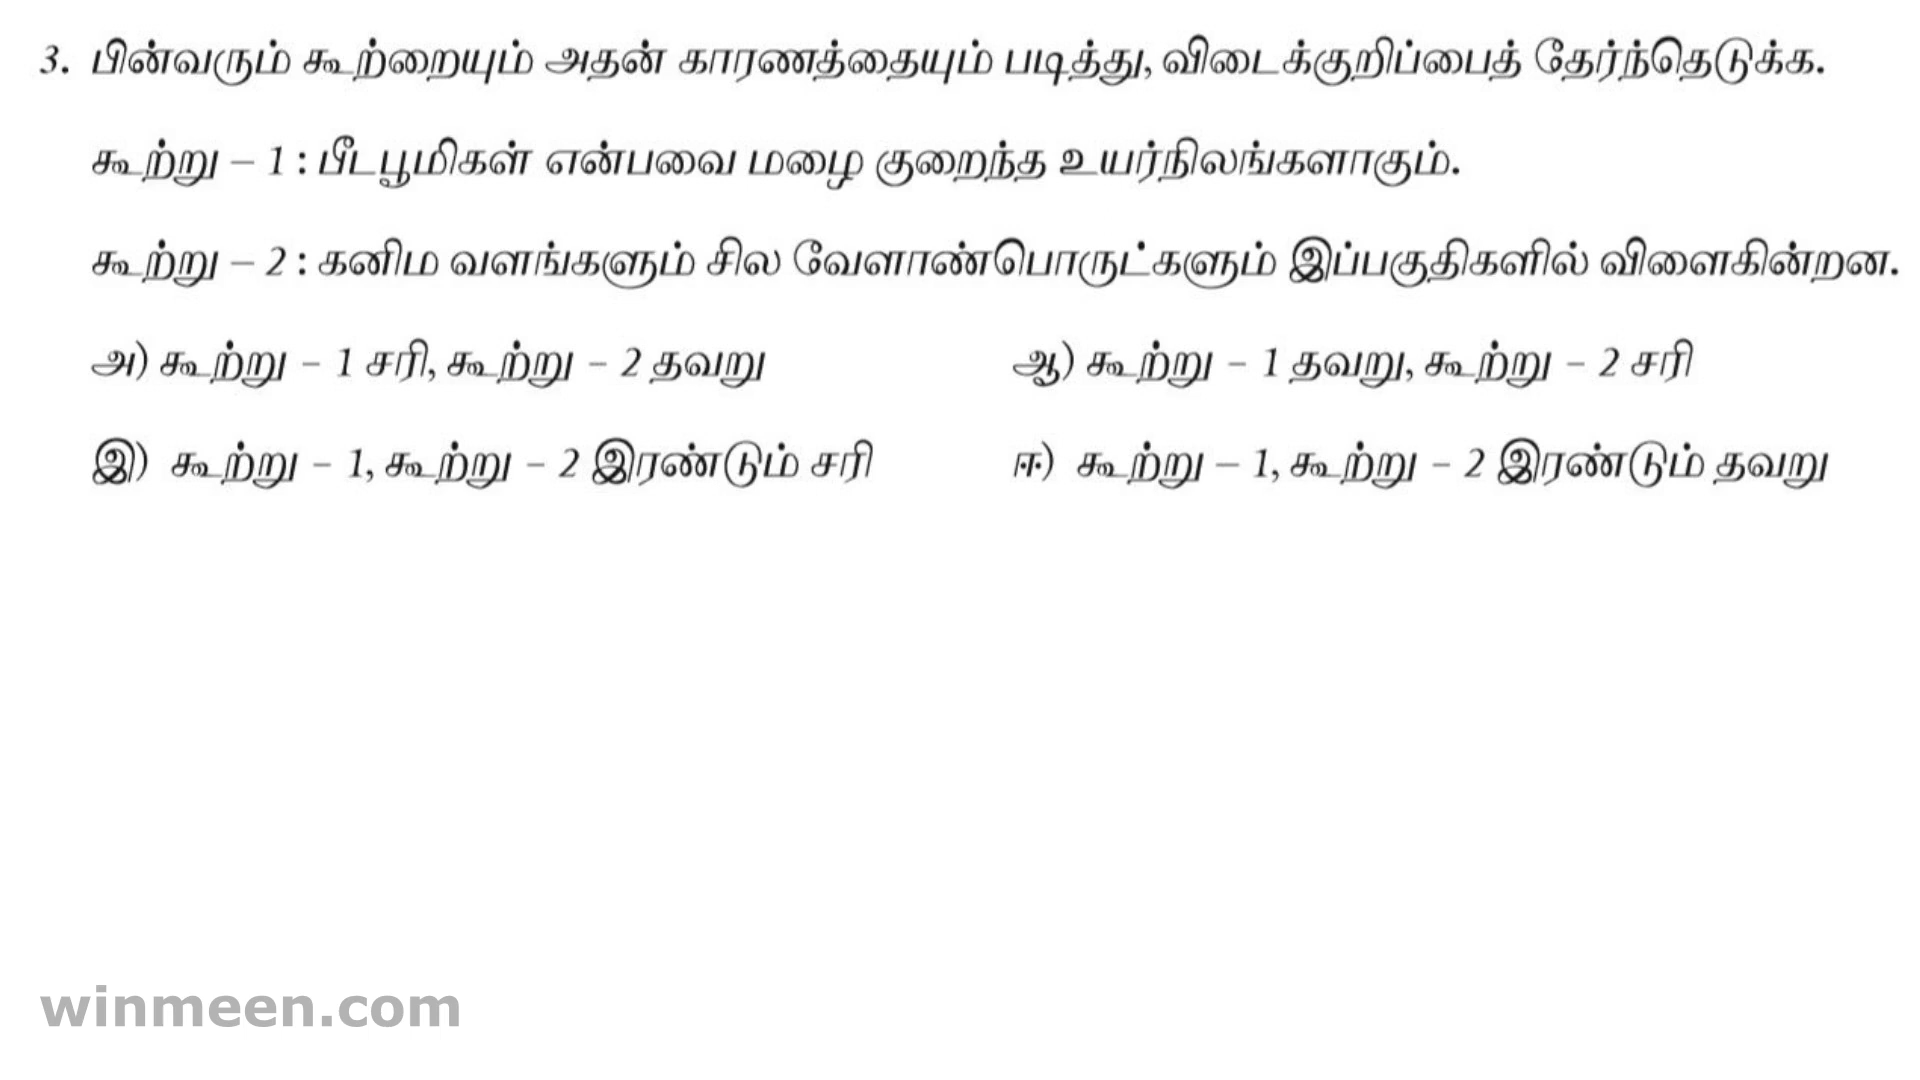 3. பின்வரும் கூற்றையும் அதன் காரணத்தையும் படித்து, விடைக்குறிப்பைத் தேர்ந்தெடுக்க.
கூற்று – 1 : பீடபூமிகள் என்பவை மழை குறைந்த உயர்நிலங்களாகும்.
கூற்று – 2 : கனிம வளங்களும் சில வேளாண்பொருட்களும் இப்பகுதிகளில் விளைகின்றன.
அ) கூற்று – 1 சரி, கூற்று – 2 தவறு ஆ) கூற்று – 1 தவறு, கூற்று – 2 சரி
இ) கூற்று – 1, கூற்று – 2 இரண்டும் சரி ஈ) கூற்று – 1, கூற்று – 2 இரண்டும் தவறு
winmeen.com